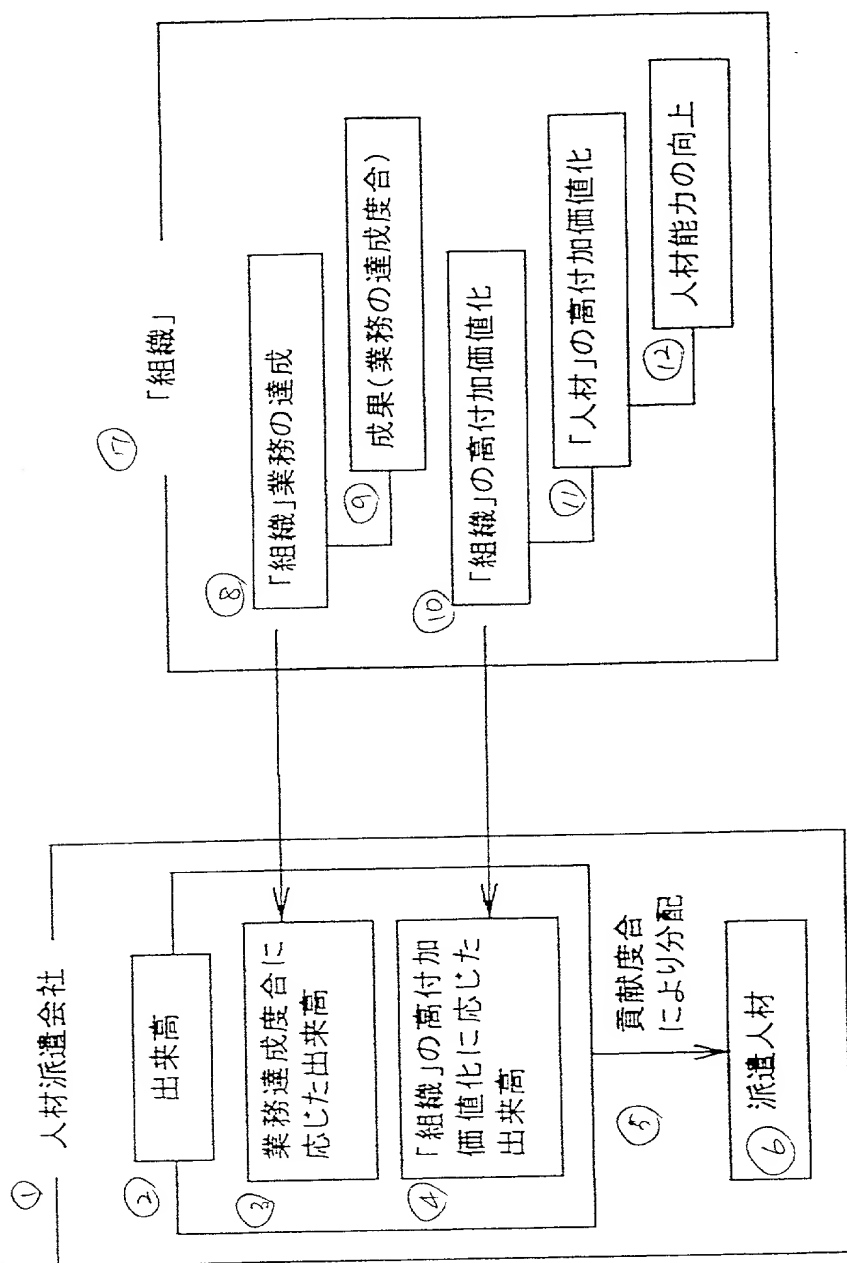 ① 人材派遣会社
② 出来高
③ 業務達成度合に
応じた出来高
④ 「組織」の高付加
価値化に応じた
出来高
⑤ 貢献度合
により分配
⑥ 派遣人材
⑦ 「組織」
⑧ 「組織」業務の達成
⑨ 成果(業務の達成度合)
⑩ 「組織」の高付加価値化
⑪ 「人材」の高付加価値化
⑫ 人材能力の向上